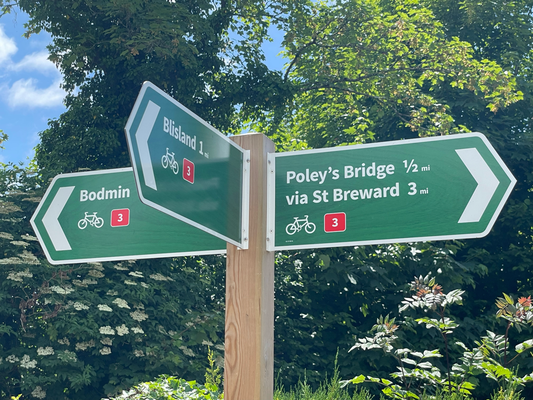 Bodmin
3
Blisland 1
3
Poley's Bridge ½ mi
via St Breward 3 mi
3